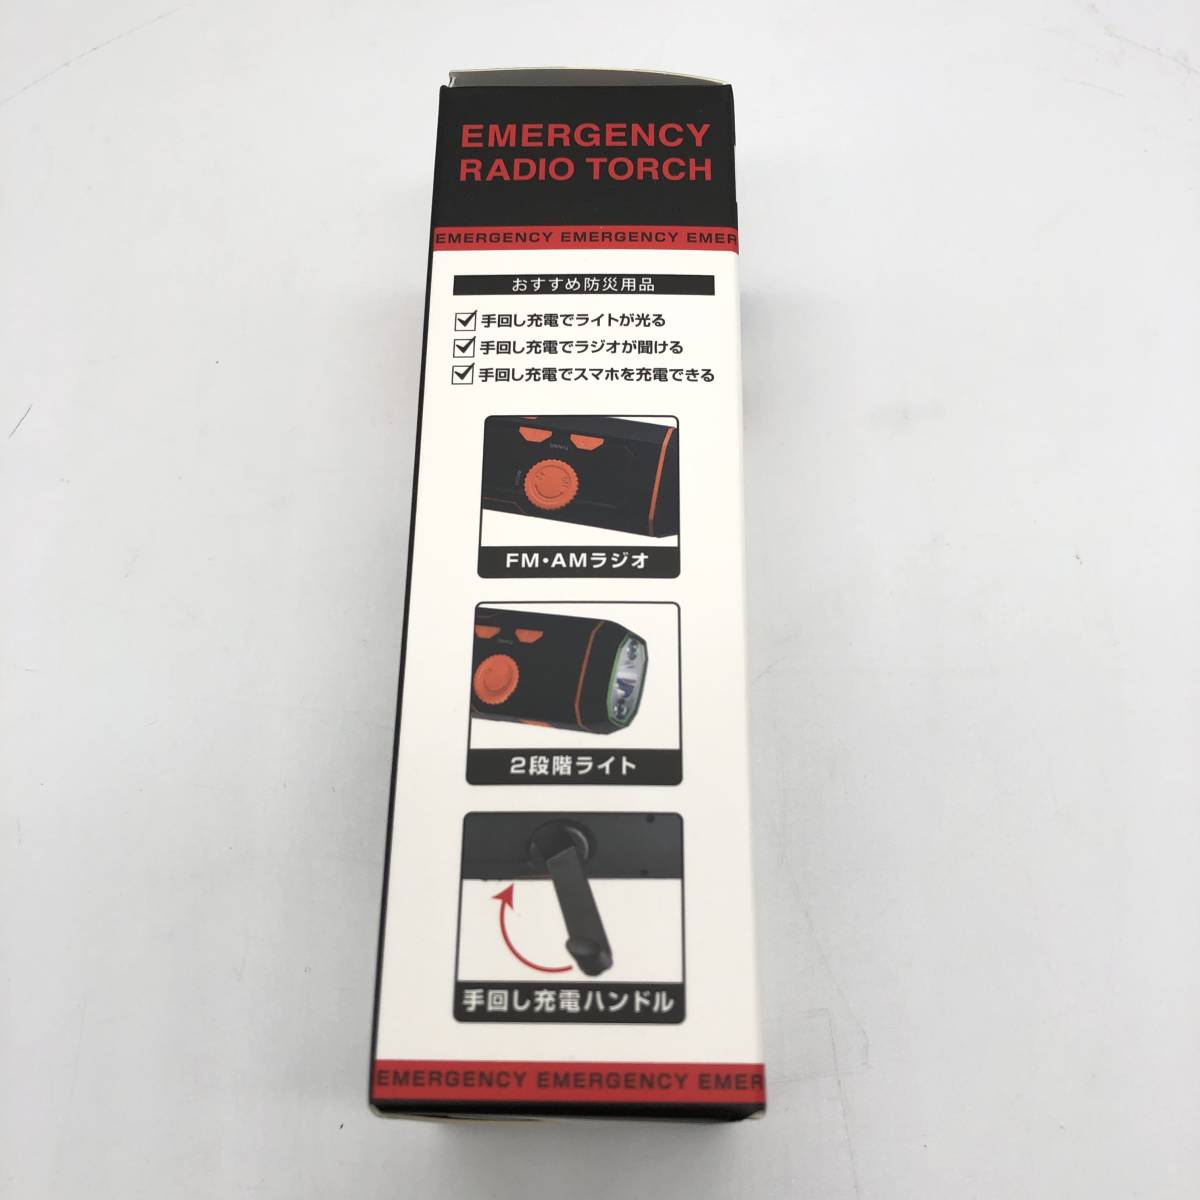 EMERGENCY
RADIO TORCH
EMERGENCY EMERGENCY EMER
おすすめ防災用品
手回し充電でライトが光る
手回し充電でラジオが聞ける
手回し充電でスマホを充電できる
FM・AMラジオ
2段階ライト
手回し充電ハンドル
EMERGENCY EMERGENCY EMER